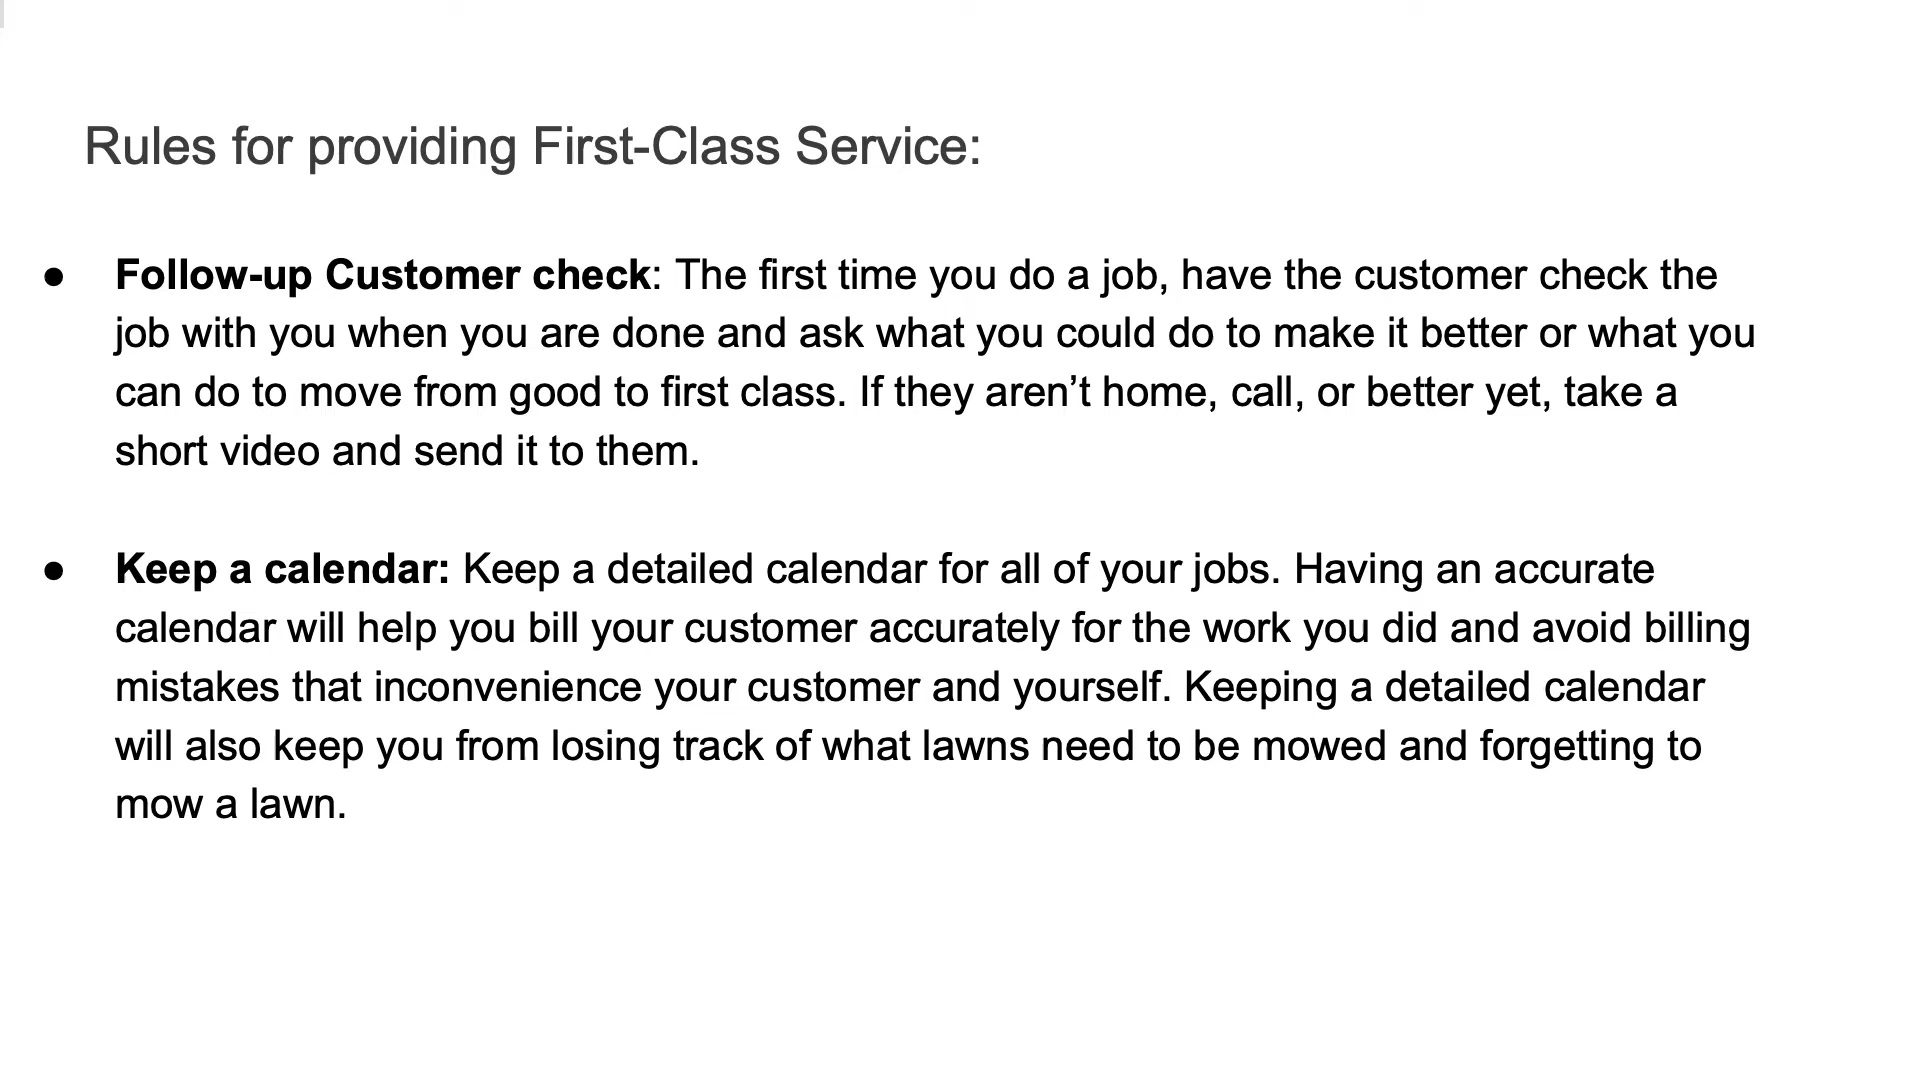 Rules for providing First-Class Service:
● Follow-up Customer check: The first time you do a job, have the customer check the
job with you when you are done and ask what you could do to make it better or what you
can do to move from good to first class. If they aren’t home, call, or better yet, take a
short video and send it to them.
● Keep a calendar: Keep a detailed calendar for all of your jobs. Having an accurate
calendar will help you bill your customer accurately for the work you did and avoid billing
mistakes that inconvenience your customer and yourself. Keeping a detailed calendar
will also keep you from losing track of what lawns need to be mowed and forgetting to
mow a lawn.